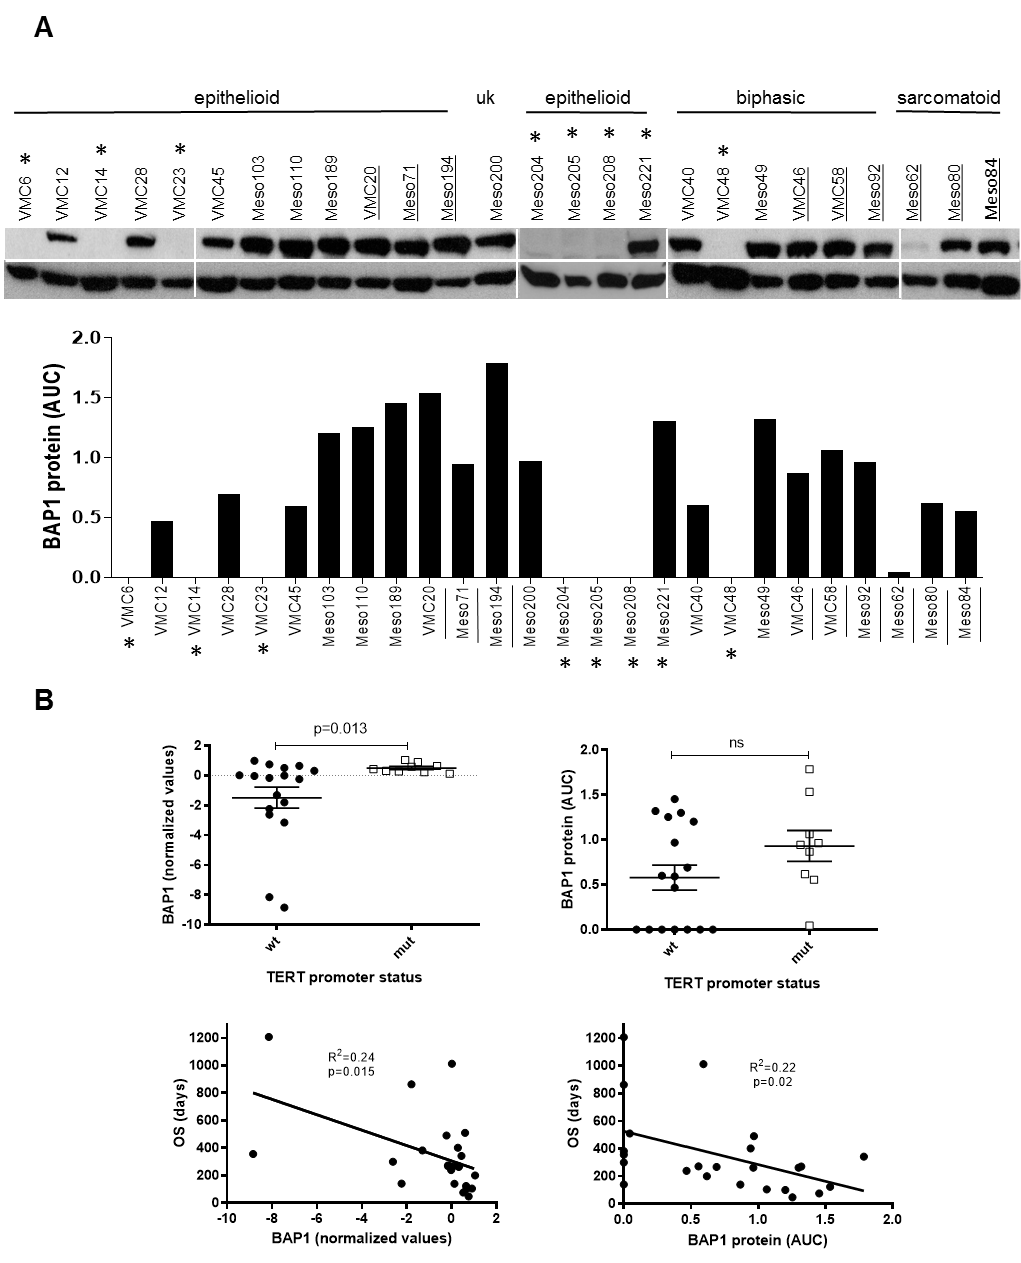 A
epithelioid uk epithelioid biphasic sarcomatoid
* * * * * * * *
VMC6 VMC12 VMC14 VMC28 VMC23 VMC45 Meso103 Meso110 Meso189 VMC20 Meso71 Meso194 Meso200 Meso204 Meso205 Meso208 Meso221 VMC40 VMC48 Meso49 VMC46 VMC58 Meso92 Meso62 Meso80 Meso84
BAP1 protein (AUC)
2.0
1.5
1.0
0.5
0.0
VMC6 VMC12 VMC14 VMC28 VMC23 VMC45 Meso103 Meso110 Meso189 VMC20 Meso71 Meso194 Meso200 Meso204 Meso205 Meso208 Meso221 VMC40 VMC48 Meso49 VMC46 VMC58 Meso92 Meso62 Meso80 Meso84
* * * * * * * *
B
p=0.013
BAP1 (normalized values)
2
0
-2
-4
-6
-8
-10
wt mut
TERT promoter status
ns
BAP1 protein (AUC)
2.0
1.5
1.0
0.5
0.0
wt mut
TERT promoter status
OS (days)
1200
1000
800
600
400
200
0
R²=0.24
p=0.015
-10 -8 -6 -4 -2 0 2
BAP1 (normalized values)
OS (days)
1200
1000
800
600
400
200
0
R²=0.22
p=0.02
0.0 0.5 1.0 1.5 2.0
BAP1 protein (AUC)